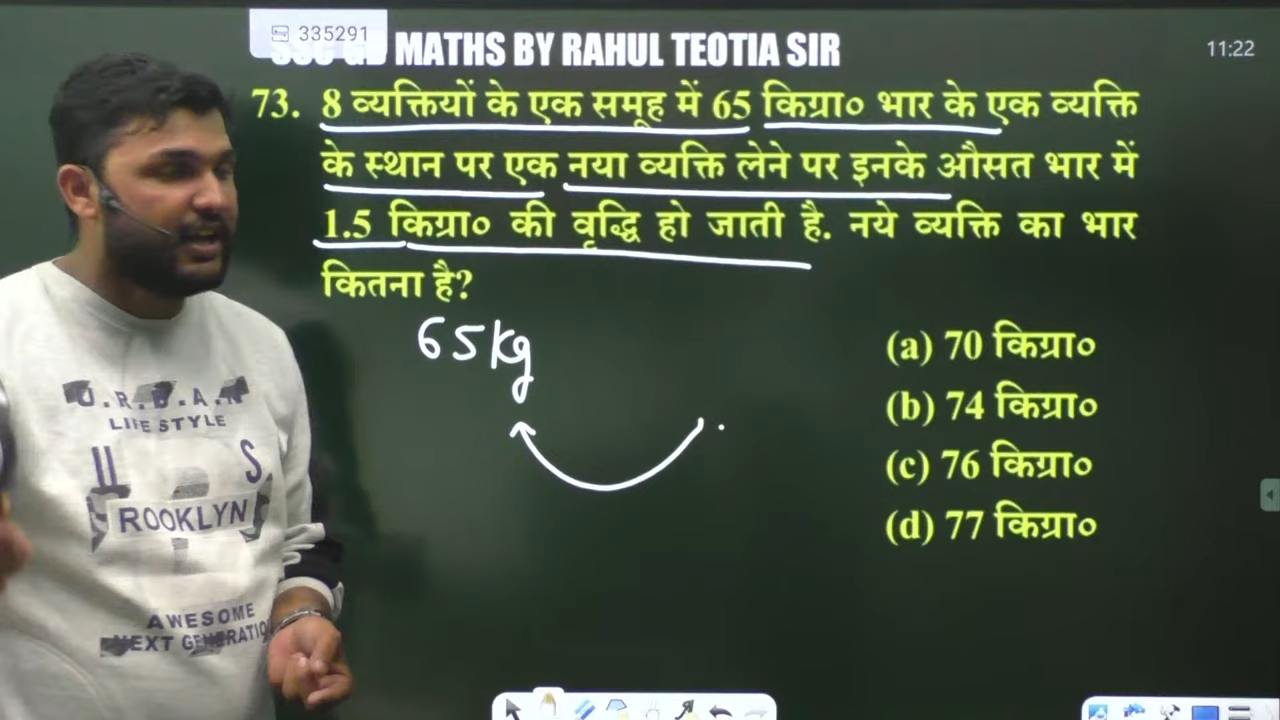 335291
MATHS BY RAHUL TEOTIA SIR
11:22
73. 8 व्यक्तियों के एक समूह में 65 किग्रा० भार के एक व्यक्ति
के स्थान पर एक नया व्यक्ति लेने पर इनके औसत भार में
1.5 किग्रा० की वृद्धि हो जाती है. नये व्यक्ति का भार
कितना है?
65kg
(a) 70 किग्रा०
(b) 74 किग्रा०
(c) 76 किग्रा०
(d) 77 किग्रा०
U.R.B.A.N
LIFE STYLE
U S.
ROOKLYN
AWESOME
NEXT GENERATIO